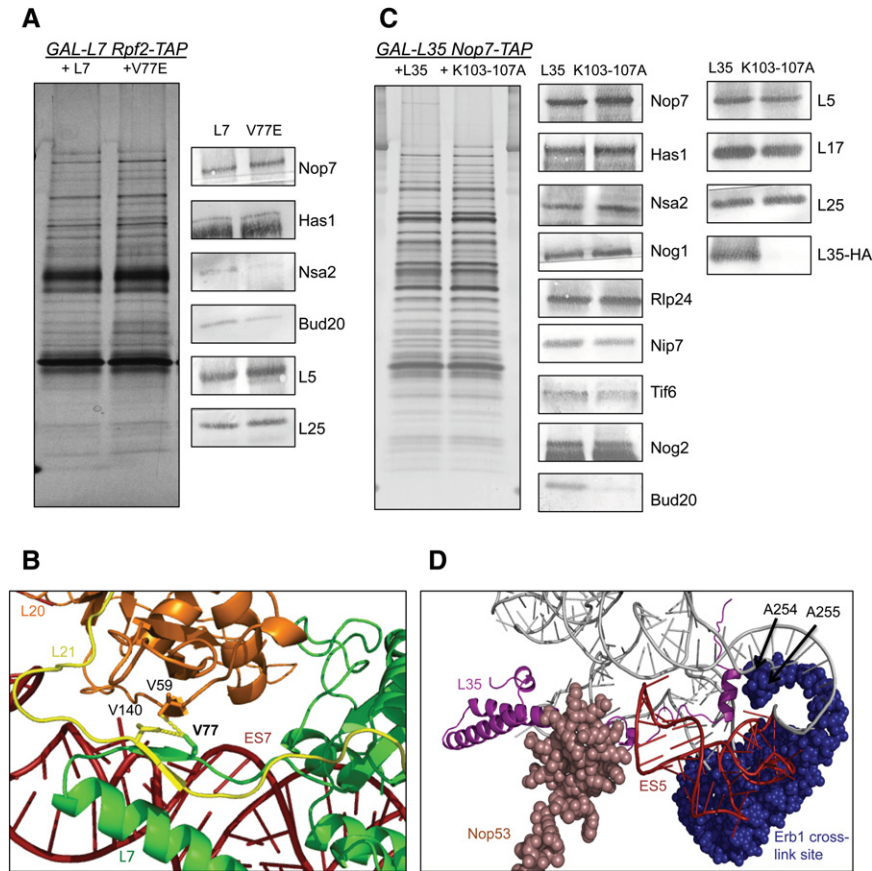 A
GAL-L7 Rpf2-TAP
+ L7 +V77E
L7 V77E
Nop7
Has1
Nsa2
Bud20
L5
L25
C
GAL-L35 Nop7-TAP
+L35 + K103-107A
L35 K103-107A
Nop7
Has1
Nsa2
Nog1
Rlp24
Nip7
Tif6
Nog2
Bud20
L35 K103-107A
L5
L17
L25
L35-HA
B
L20
L21
V59
V140
V77
ES7
L7
D
A254
A255
L35
ES5
Nop53
Erb1 cross-
link site